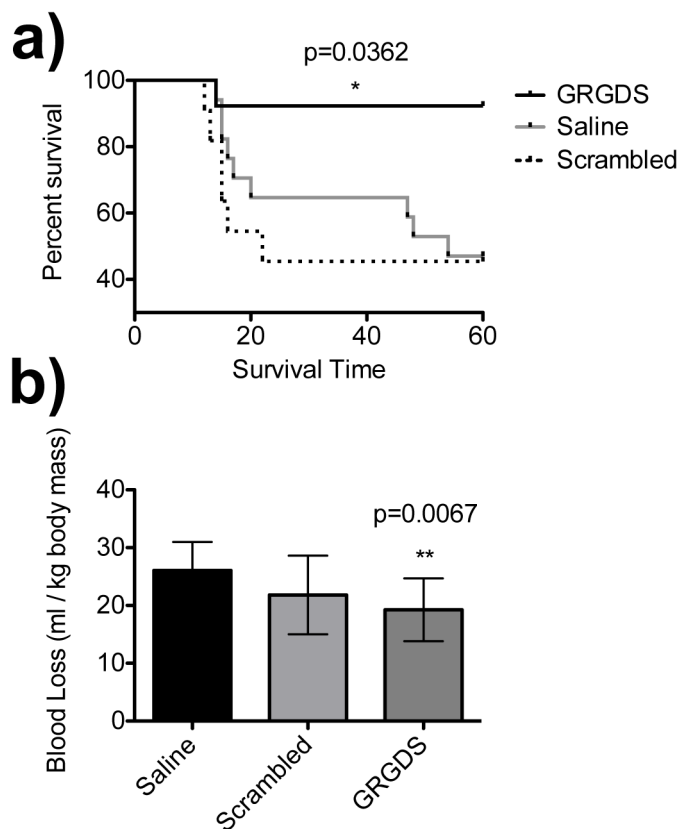 a)
p=0.0362
*
Percent survival
100
80
60
40
0 20 40 60
Survival Time
GRGDS
Saline
Scrambled
b)
Blood Loss (ml / kg body mass)
40
30
20
10
0
p=0.0067
**
Saline
Scrambled
GRGDS